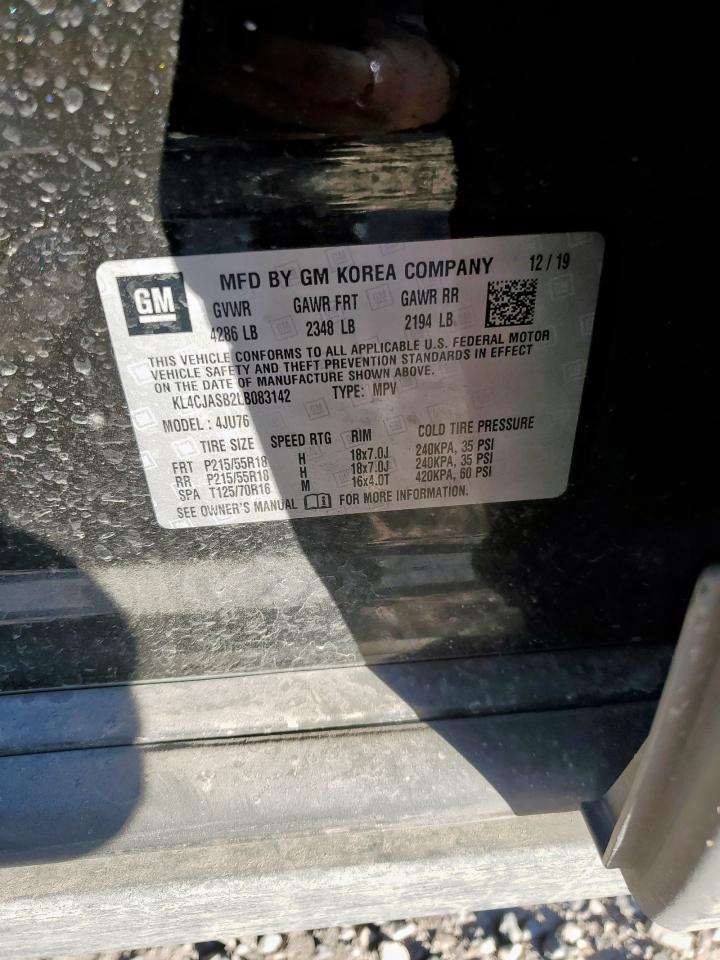 GM
MFD BY GM KOREA COMPANY 12 / 19
GVWR GAWR FRT GAWR RR
4286 LB 2348 LB 2194 LB
THIS VEHICLE CONFORMS TO ALL APPLICABLE U.S. FEDERAL MOTOR
VEHICLE SAFETY AND THEFT PREVENTION STANDARDS IN EFFECT
ON THE DATE OF MANUFACTURE SHOWN ABOVE.
KL4CJASB2LB083142 TYPE: MPV
MODEL : 4JU76
TIRE SIZE SPEED RTG RIM COLD TIRE PRESSURE
FRT P215/55R18 H 18x7.0J 240KPA, 35 PSI
RR P215/55R18 H 18x7.0J 240KPA, 35 PSI
SPA T125/70R16 M 16x4.0T 420KPA, 60 PSI
SEE OWNER'S MANUAL FOR MORE INFORMATION.